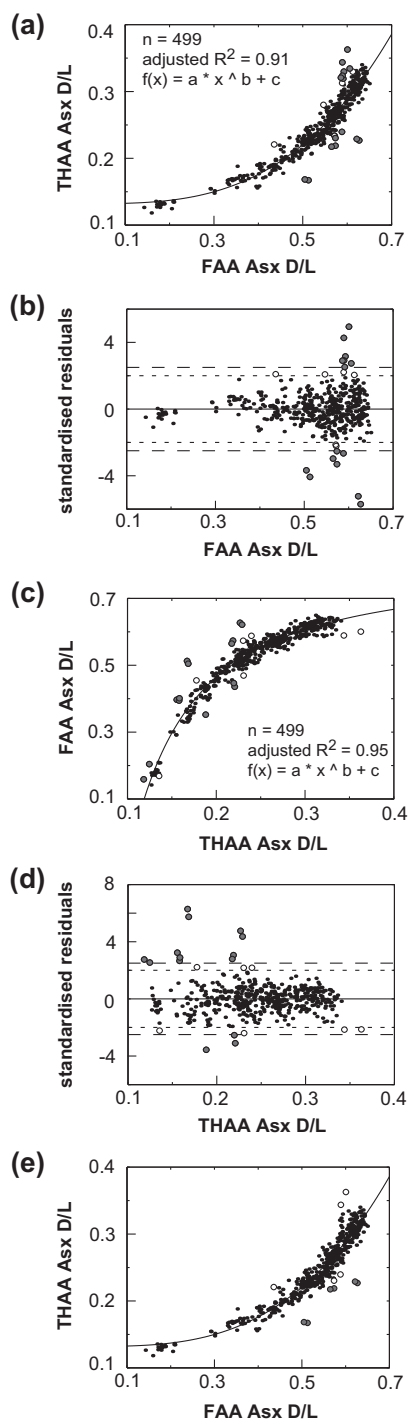 (a)
0.4
0.3
0.2
0.1
THAA Asx D/L
n = 499
adjusted R² = 0.91
f(x) = a * x ^ b + c
0.1 0.3 0.5 0.7
FAA Asx D/L
(b)
4
0
-4
standardised residuals
0.1 0.3 0.5 0.7
FAA Asx D/L
(c)
0.7
0.5
0.3
0.1
FAA Asx D/L
n = 499
adjusted R² = 0.95
f(x) = a * x ^ b + c
0.1 0.2 0.3 0.4
THAA Asx D/L
(d)
8
4
0
-4
standardised residuals
0.1 0.2 0.3 0.4
THAA Asx D/L
(e)
0.4
0.3
0.2
0.1
THAA Asx D/L
0.1 0.3 0.5 0.7
FAA Asx D/L